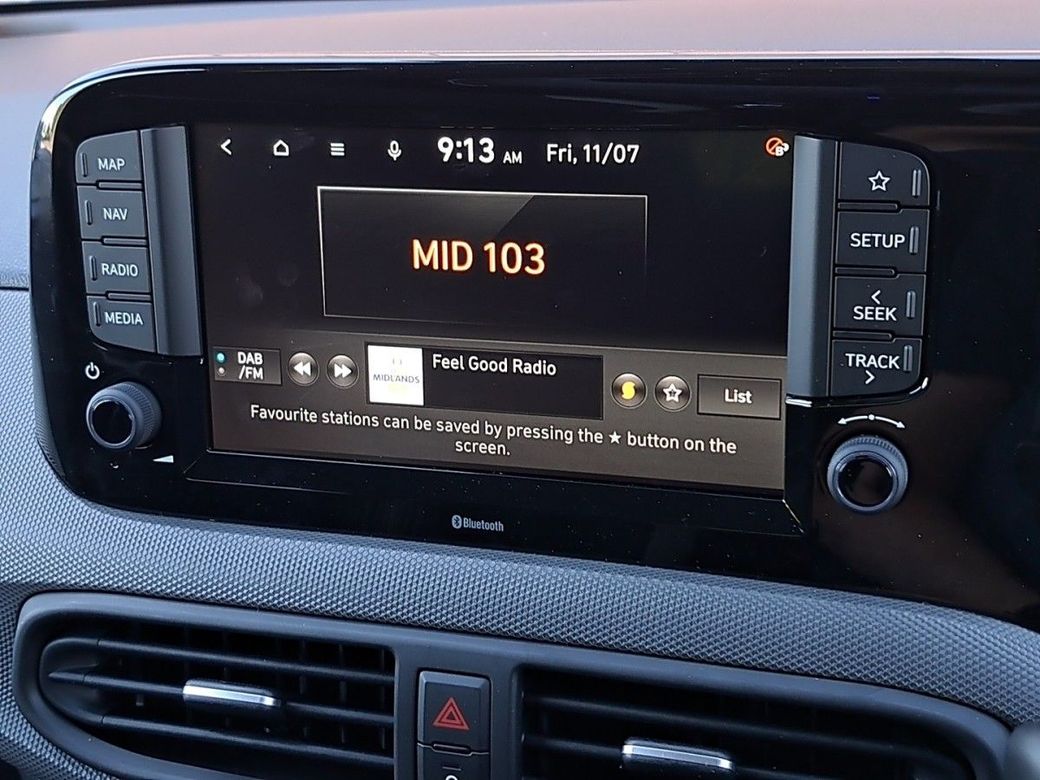 MAP
NAV
RADIO
MEDIA
9:13 AM Fri, 11/07
MID 103
DAB
/FM
MIDLANDS
Feel Good Radio
List
Favourite stations can be saved by pressing the ★ button on the
screen.
SETUP
<
SEEK
TRACK
>
Bluetooth